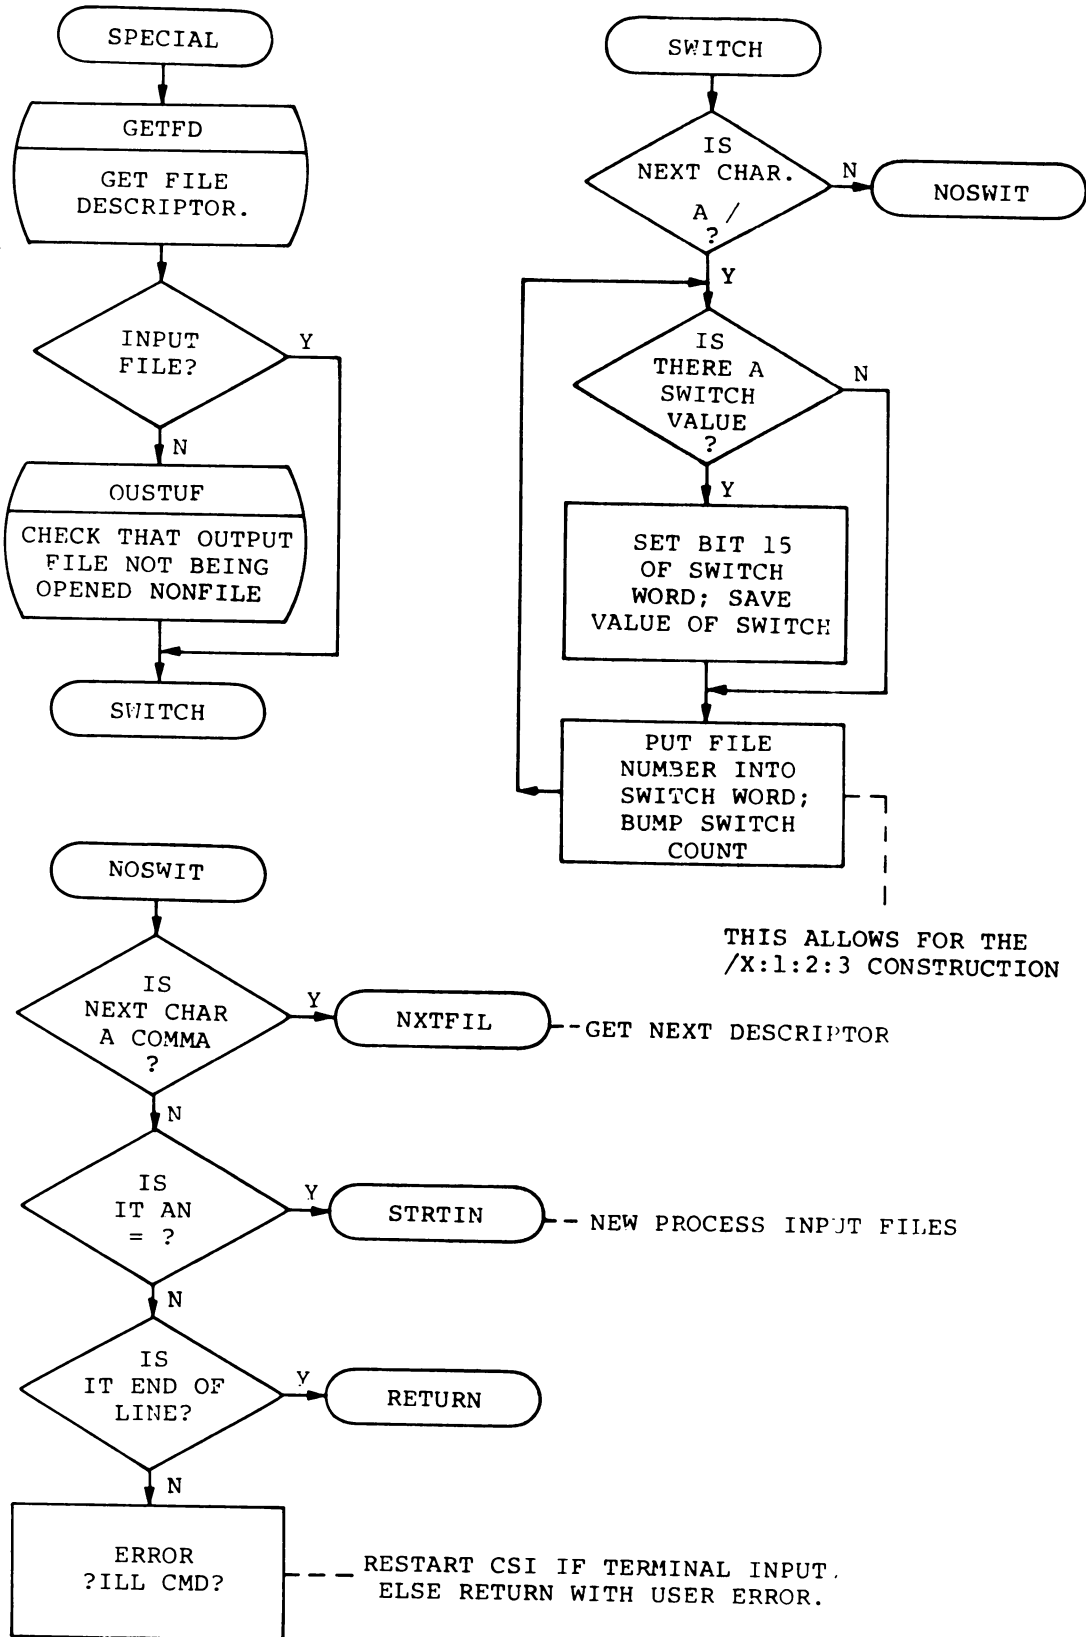 SPECIAL
GETFD
GET FILE
DESCRIPTOR.
INPUT
FILE?
Y
N
OUSTUF
CHECK THAT OUTPUT
FILE NOT BEING
OPENED NONFILE
SWITCH
SWITCH
IS
NEXT CHAR.
A /
?
N
NOSWIT
Y
IS
THERE A
SWITCH
VALUE
?
N
Y
SET BIT 15
OF SWITCH
WORD; SAVE
VALUE OF SWITCH
PUT FILE
NUMBER INTO
SWITCH WORD;
BUMP SWITCH
COUNT
THIS ALLOWS FOR THE
/X:1:2:3 CONSTRUCTION
NOSWIT
IS
NEXT CHAR
A COMMA
?
Y
NXTFIL
GET NEXT DESCRIPTOR
N
IS
IT AN
= ?
Y
STRTIN
NEW PROCESS INPUT FILES
N
IS
IT END OF
LINE?
Y
RETURN
N
ERROR
?ILL CMD?
RESTART CSI IF TERMINAL INPUT.
ELSE RETURN WITH USER ERROR.